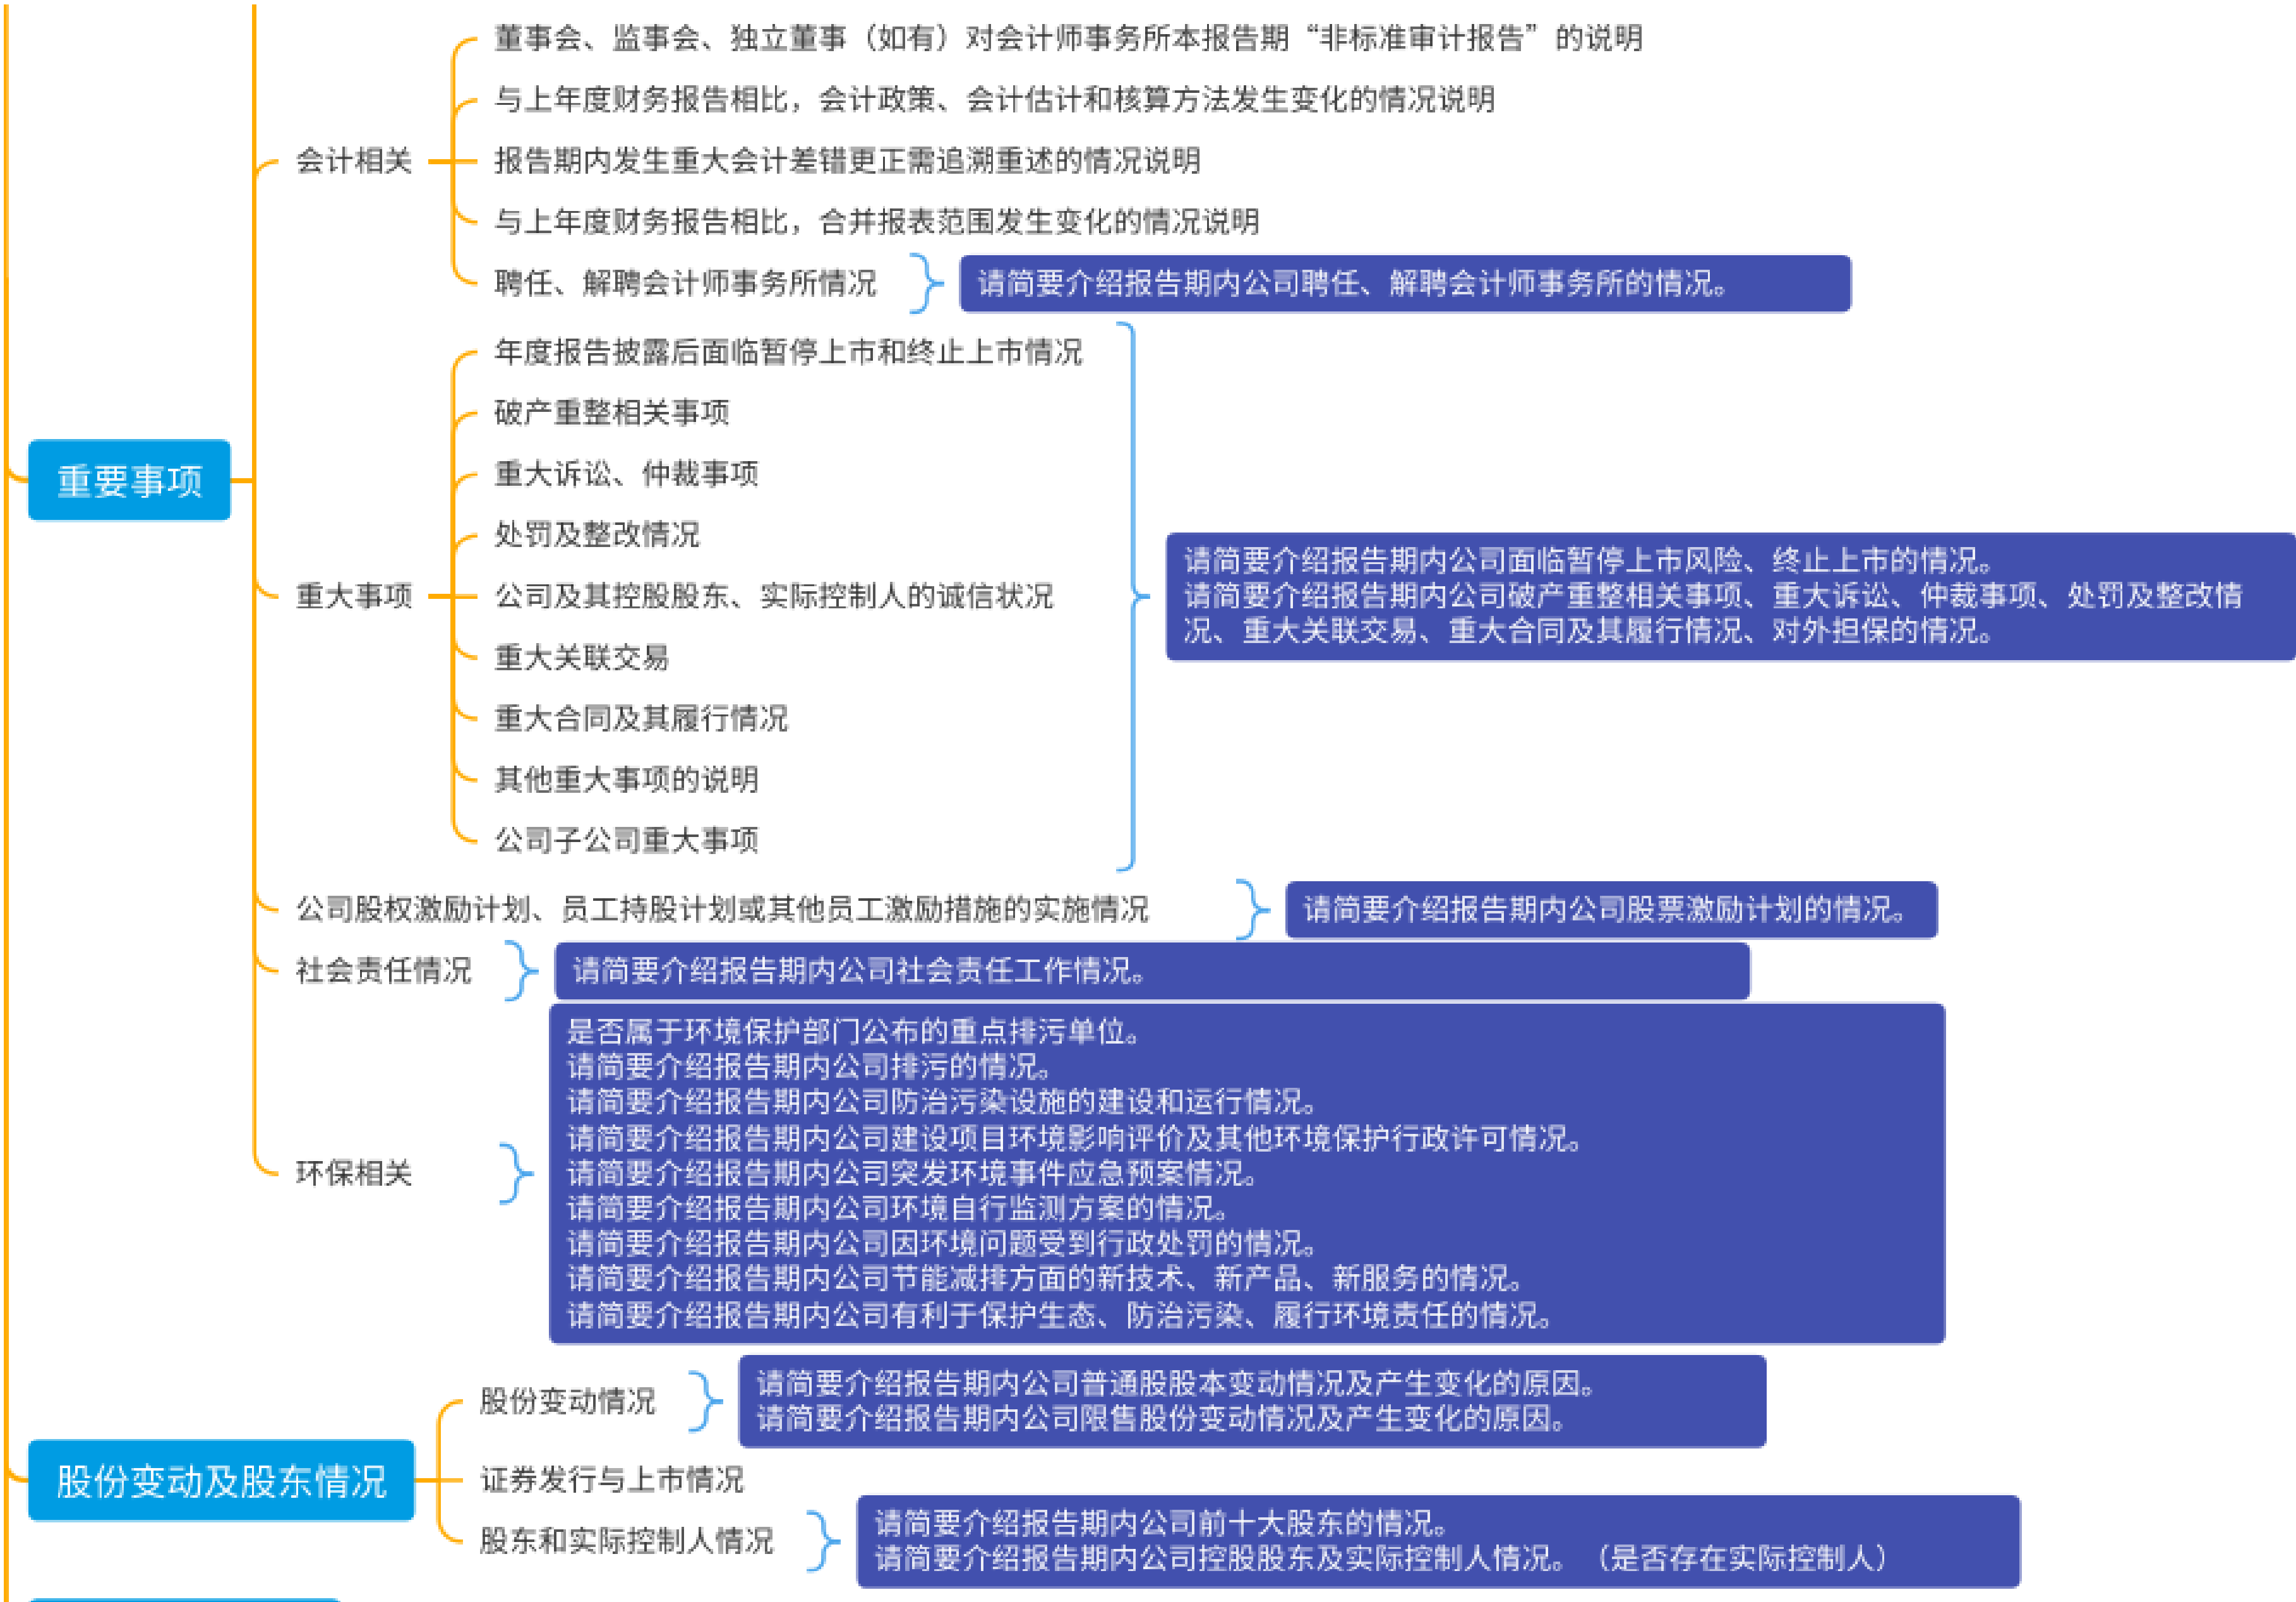 董事会、监事会、独立董事（如有）对会计师事务所本报告期“非标准审计报告”的说明
与上年度财务报告相比，会计政策、会计估计和核算方法发生变化的情况说明
会计相关
报告期内发生重大会计差错更正需追溯重述的情况说明
与上年度财务报告相比，合并报表范围发生变化的情况说明
聘任、解聘会计师事务所情况
请简要介绍报告期内公司聘任、解聘会计师事务所的情况。
重要事项
重大事项
年度报告披露后面临暂停上市和终止上市情况
破产重整相关事项
重大诉讼、仲裁事项
处罚及整改情况
公司及其控股股东、实际控制人的诚信状况
重大关联交易
重大合同及其履行情况
其他重大事项的说明
公司子公司重大事项
请简要介绍报告期内公司面临暂停上市风险、终止上市的情况。
请简要介绍报告期内公司破产重整相关事项、重大诉讼、仲裁事项、处罚及整改情
况、重大关联交易、重大合同及其履行情况、对外担保的情况。
公司股权激励计划、员工持股计划或其他员工激励措施的实施情况
请简要介绍报告期内公司股票激励计划的情况。
社会责任情况
请简要介绍报告期内公司社会责任工作情况。
环保相关
是否属于环境保护部门公布的重点排污单位。
请简要介绍报告期内公司排污的情况。
请简要介绍报告期内公司防治污染设施的建设和运行情况。
请简要介绍报告期内公司建设项目环境影响评价及其他环境保护行政许可情况。
请简要介绍报告期内公司突发环境事件应急预案情况。
请简要介绍报告期内公司环境自行监测方案的情况。
请简要介绍报告期内公司因环境问题受到行政处罚的情况。
请简要介绍报告期内公司节能减排方面的新技术、新产品、新服务的情况。
请简要介绍报告期内公司有利于保护生态、防治污染、履行环境责任的情况。
股份变动及股东情况
股份变动情况
请简要介绍报告期内公司普通股股本变动情况及产生变化的原因。
请简要介绍报告期内公司限售股份变动情况及产生变化的原因。
证券发行与上市情况
股东和实际控制人情况
请简要介绍报告期内公司前十大股东的情况。
请简要介绍报告期内公司控股股东及实际控制人情况。（是否存在实际控制人）